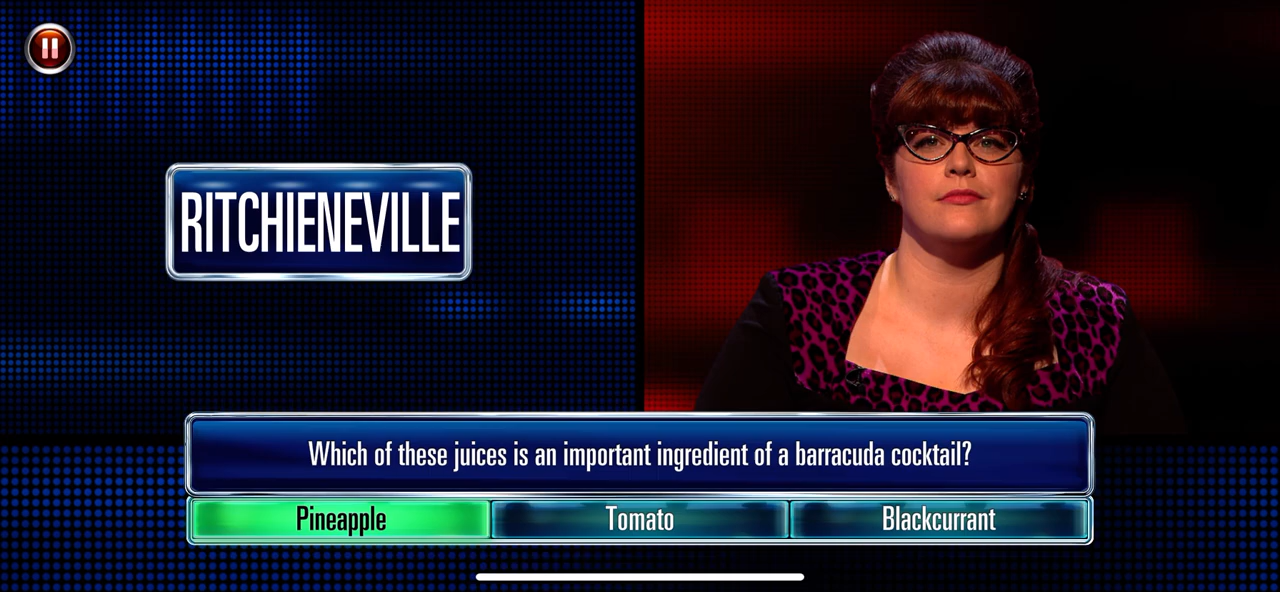 RITCHIENEVILLE
Which of these juices is an important ingredient of a barracuda cocktail?
Pineapple
Tomato
Blackcurrant